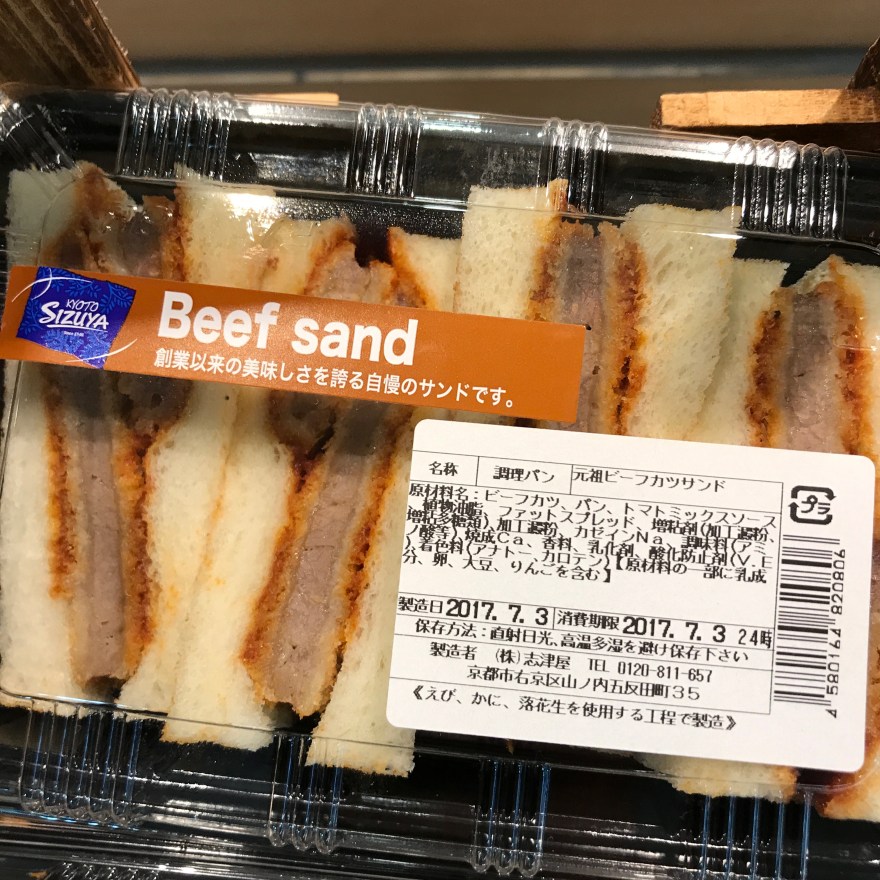 KYOTO
SIZUYA
Beef sand
創業以来の美味しさを誇る自慢のサンドです。
名称 調理パン 元祖ビーフカツサンド
原材料名：ビーフカツ、パン、トマトミックスソース
、植物油脂、ファットスプレッド、増粘剤(加工澱粉、
増粘多糖類)、加工澱粉、カゼインNa、調味料(アミ
ノ酸等)、焼成Ca、香料、乳化剤、酸化防止剤(V.E
)、着色料(アナトー、カロテン)【原材料の一部に乳成
分、卵、大豆、りんごを含む】
製造日 2017. 7. 3 消費期限 2017. 7. 3 24時
保存方法：直射日光、高温多湿を避け保存下さい
製造者 (株)志津屋 TEL 0120-811-657
京都市右京区山ノ内五反田町35
《えび、かに、落花生を使用する工程で製造》
プラ
4580164820806